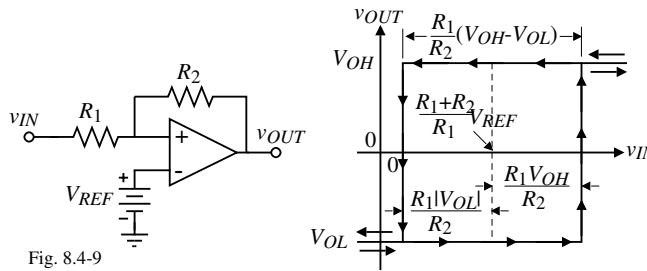 vIN
R1
R2
+
-
VREF
+
-
vOUT
Fig. 8.4-9
vOUT
R1
R2
(VOH-VOL)
VOH
R1+R2
R1
VREF
0
0
vIN
R1VOH
R2
R1|VOL|
R2
VOL